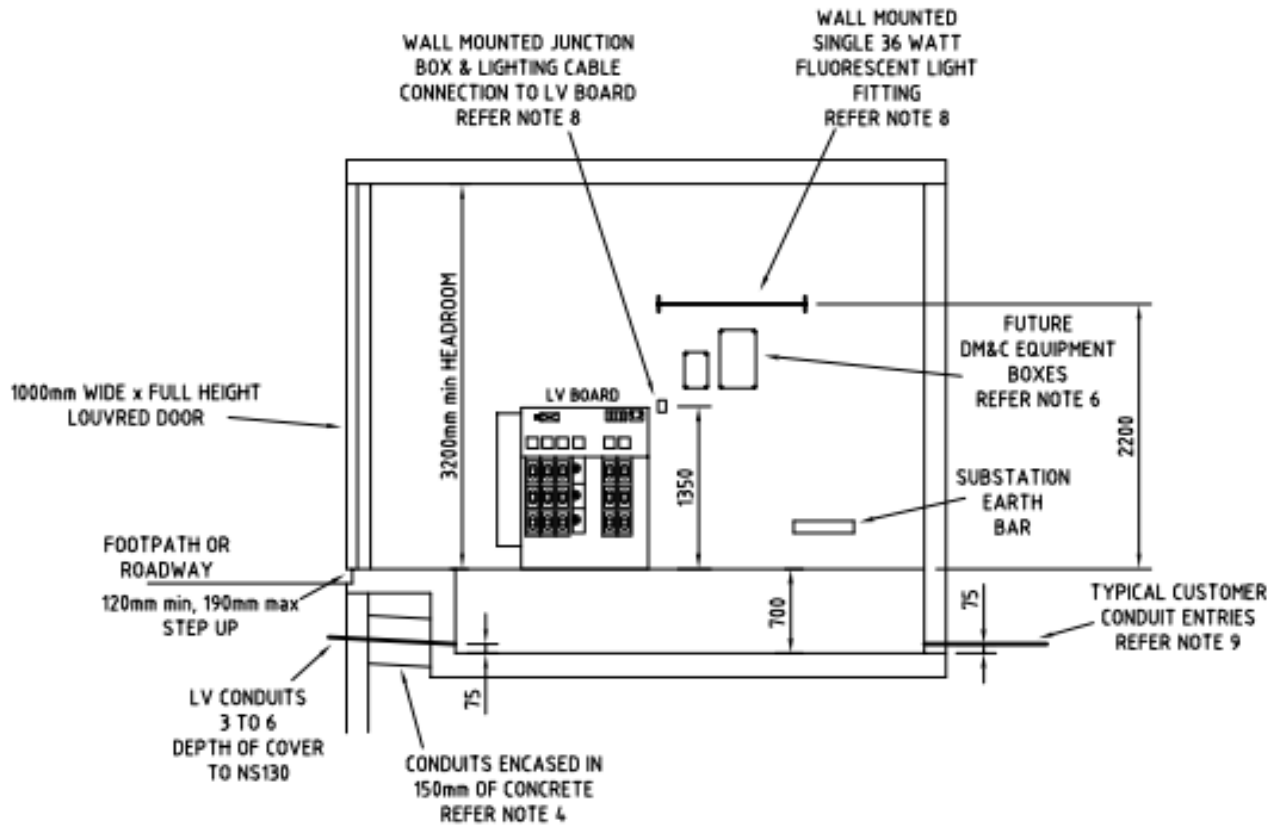 WALL MOUNTED JUNCTION
BOX & LIGHTING CABLE
CONNECTION TO LV BOARD
REFER NOTE 8
WALL MOUNTED
SINGLE 36 WATT
FLUORESCENT LIGHT
FITTING
REFER NOTE 8
1000mm WIDE x FULL HEIGHT
LOUVRED DOOR
3200mm min HEADROOM
LV BOARD
1350
FUTURE
DM&C EQUIPMENT
BOXES
REFER NOTE 6
2200
SUBSTATION
EARTH
BAR
FOOTPATH OR
ROADWAY
120mm min, 190mm max
STEP UP
700
75
TYPICAL CUSTOMER
CONDUIT ENTRIES
REFER NOTE 9
75
LV CONDUITS
3 TO 6
DEPTH OF COVER
TO NS130
CONDUITS ENCASED IN
150mm OF CONCRETE
REFER NOTE 4